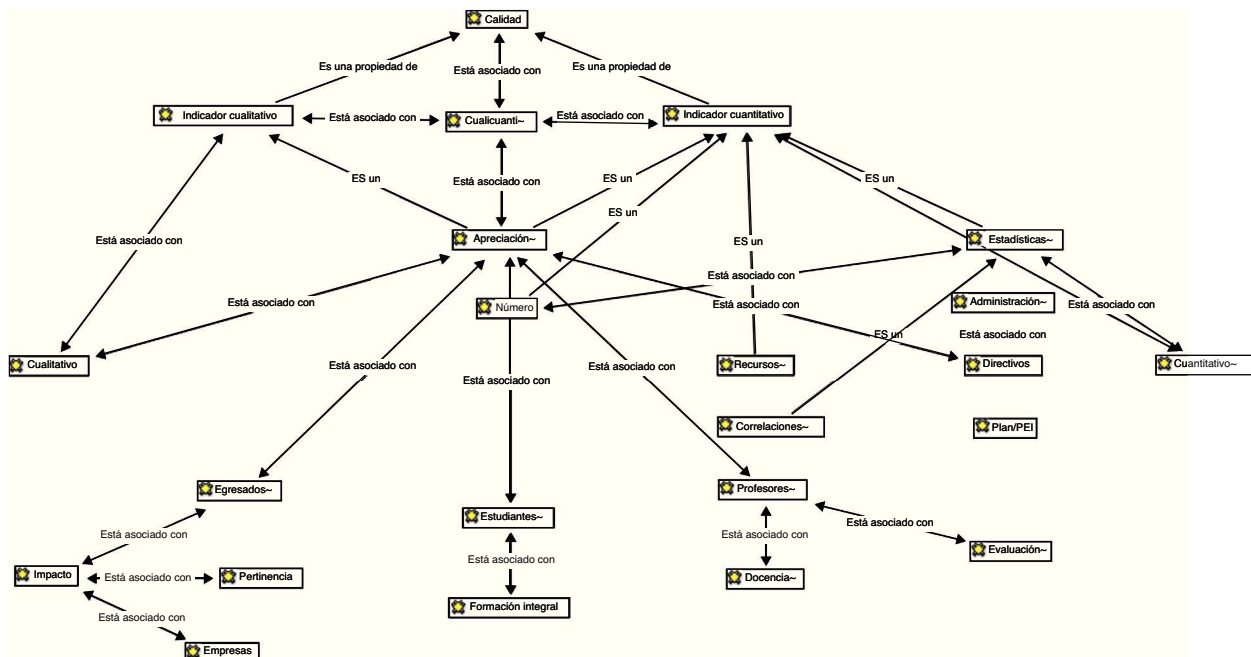 Calidad
Es una propiedad de
Está asociado con
Es una propiedad de
Indicador cualitativo
Está asociado con
Cualicuanti~
Está asociado con
Indicador cuantitativo
ES un
Está asociado con
ES un
ES un
ES un
Está asociado con
Apreciación~
ES un
Estadísticas~
Está asociado con
Está asociado con
Número
Está asociado con
Administración~
Está asociado con
ES un
Está asociado con
Cualitativo
Está asociado con
Está asociado con
Está asociado con
Recursos~
Directivos
Cuantitativo~
Correlaciones~
Plan/PEI
Egresados~
Estudiantes~
Profesores~
Está asociado con
Está asociado con
Está asociado con
Está asociado con
Evaluación~
Impacto
Está asociado con
Pertinencia
Docencia~
Está asociado con
Formación integral
Empresas